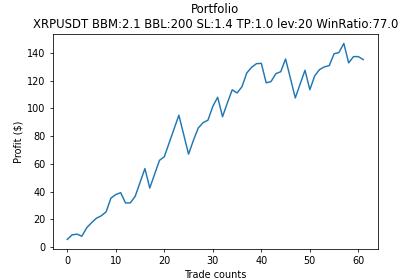 Portfolio
XRPUSDT BBM:2.1 BBL:200 SL:1.4 TP:1.0 lev:20 WinRatio:77.0
140
120
100
80
60
40
20
0
Profit ($)
0 10 20 30 40 50 60
Trade counts